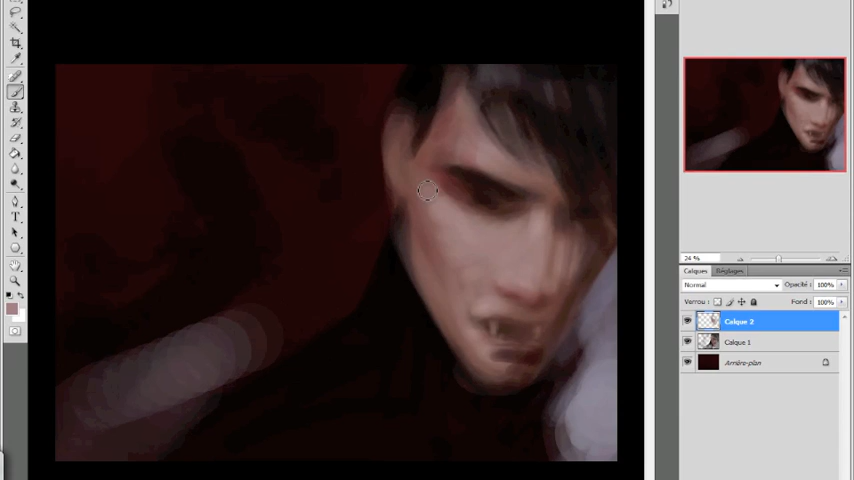 24 %
Calques
Réglages
Normal
Opacité :
100%
Verrou :
Fond :
100%
Calque 2
Calque 1
Arrière-plan